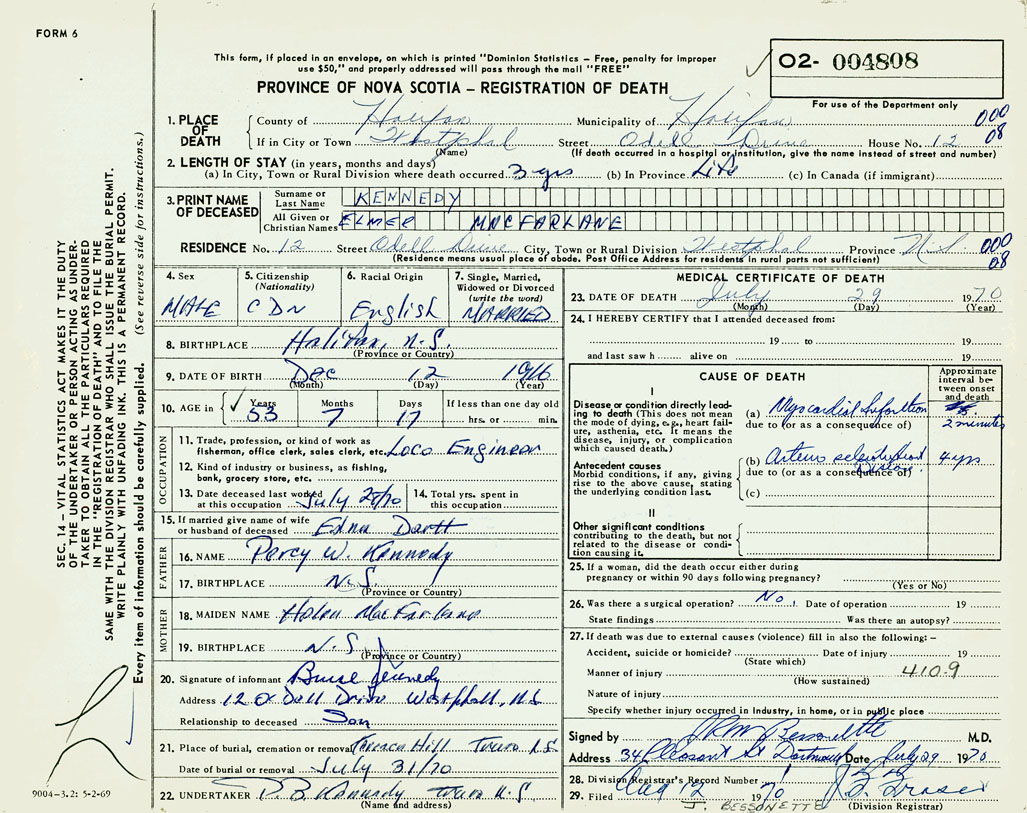 FORM 6
This form, if placed in an envelope, on which is printed "Dominion Statistics – Free, penalty for improper
use $50," and properly addressed will pass through the mail "FREE"
PROVINCE OF NOVA SCOTIA – REGISTRATION OF DEATH
O2- 004808
For use of the Department only
1. PLACE OF DEATH County of Halifax Municipality of Halifax 000
If in City or Town Westphal Street Odell Drive House No. 12 08
(Name) (If death occurred in a hospital or institution, give the name instead of street and number)
2. LENGTH OF STAY (in years, months and days)
(a) In City, Town or Rural Division where death occurred 3 yrs (b) In Province Life (c) In Canada (if immigrant)
3. PRINT NAME OF DECEASED Surname or Last Name KENNEDY
All Given or Christian Names ELMER MACFARLANE
RESIDENCE No. 12 Street Odell Drive City, Town or Rural Division Westphal Province N.S. 000
(Residence means usual place of abode. Post Office Address for residents in rural parts not sufficient) 08
4. Sex MALE
5. Citizenship (Nationality) CDN
6. Racial Origin English
7. Single, Married, Widowed or Divorced (write the word) MARRIED
8. BIRTHPLACE Halifax, N.S.
(Province or Country)
9. DATE OF BIRTH Dec 12 1916
(Month) (Day) (Year)
10. AGE in Years 53 Months 7 Days 17 If less than one day old hrs. or min.
OCCUPATION
11. Trade, profession, or kind of work as
fisherman, office clerk, sales clerk, etc. Loco Engineer
12. Kind of industry or business, as fishing,
bank, grocery store, etc.
13. Date deceased last worked at this occupation July 28/70
14. Total yrs. spent in this occupation
15. If married give name of wife
or husband of deceased Edna Dartt
FATHER
16. NAME Percy W. Kennedy
17. BIRTHPLACE N.S.
(Province or Country)
MOTHER
18. MAIDEN NAME Helen MacFarlane
19. BIRTHPLACE N.S
(Province or Country)
20. Signature of informant Bruce Kennedy
Address 12 O Dell Drive Westphall, N.S
Relationship to deceased Son
21. Place of burial, cremation or removal Terrace Hill Truro N.S.
Date of burial or removal July 31/70
22. UNDERTAKER Kennedy Truro N.S.
(Name and address)
MEDICAL CERTIFICATE OF DEATH
23. DATE OF DEATH July 29 1970
(Month) (Day) (Year)
24. I HEREBY CERTIFY that I attended deceased from:
19 to 19
and last saw h alive on 19
CAUSE OF DEATH
Approximate interval between onset and death
I
Disease or condition directly leading to death (This does not mean the mode of dying, e.g., heart failure, asthenia, etc. It means the disease, injury, or complication which caused death.)
(a) Myocardial Infarction 2 minutes
due to (or as a consequence of)
Antecedent causes
Morbid conditions, if any, giving rise to the above cause, stating the underlying condition last.
(b) Arterio sclerotic Heart Disease 4 yrs
due to (or as a consequence of)
(c)
II
Other significant conditions
contributing to the death, but not
related to the disease or condition causing it.
25. If a woman, did the death occur either during
pregnancy or within 90 days following pregnancy?
(Yes or No)
26. Was there a surgical operation? No. Date of operation 19
State findings Was there an autopsy?
27. If death was due to external causes (violence) fill in also the following: –
Accident, suicide or homicide? Date of injury 19
(State which)
Manner of injury 410.9
(How sustained)
Nature of injury
Specify whether injury occurred in industry, in home, or in public place
Signed by Bessonette M.D.
Address 34 Pleasant St Dartmouth Date July 29 1970
28. Division Registrar's Record Number
29. Filed Aug 12 1970 Fraser
J. BESSONETTE (Division Registrar)
SEC. 14 – VITAL STATISTICS ACT MAKES IT THE DUTY
OF THE UNDERTAKER OR PERSON ACTING AS UNDER-
TAKER TO OBTAIN ALL THE PARTICULARS REQUIRED
IN THE "REGISTRATION OF DEATH" AND TO FILE THE
SAME WITH THE DIVISION REGISTRAR WHO SHALL ISSUE THE BURIAL PERMIT.
WRITE PLAINLY WITH UNFADING INK. THIS IS A PERMANENT RECORD.
Every item of information should be carefully supplied. (See reverse side for instructions.)
9004–3.2: 5-2-69